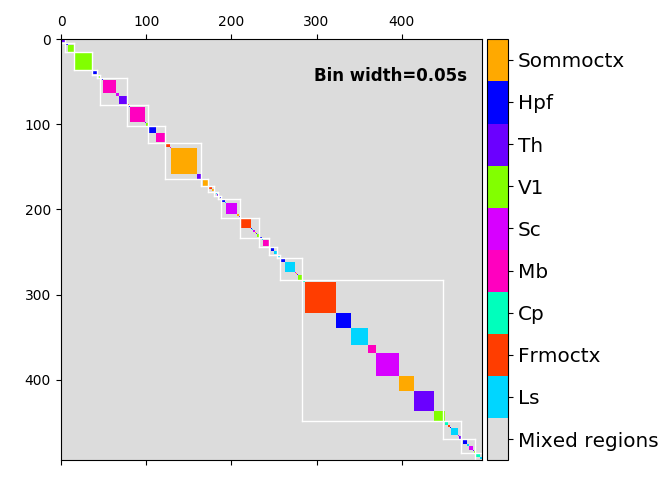 0 100 200 300 400
0
100
200
300
400
Bin width=0.05s
Sommoctx
Hpf
Th
V1
Sc
Mb
Cp
Frmoctx
Ls
Mixed regions